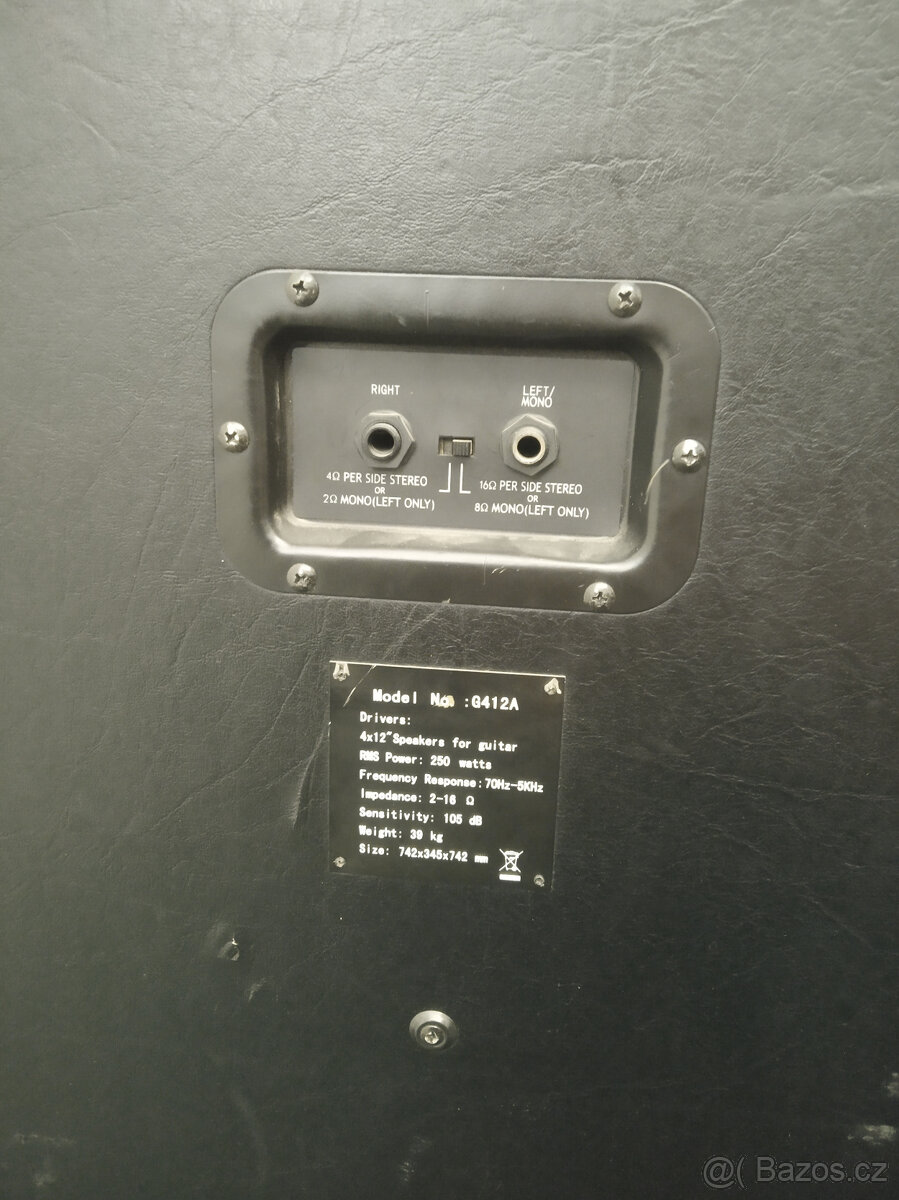 RIGHT
LEFT/
MONO
4Ω PER SIDE STEREO
OR
2Ω MONO(LEFT ONLY)
16Ω PER SIDE STEREO
OR
8Ω MONO(LEFT ONLY)
Model No. :G412A
Drivers:
4x12"Speakers for guitar
RMS Power: 250 watts
Frequency Response:70Hz-5KHz
Impedance: 2-16 Ω
Sensitivity: 105 dB
Weight: 39 kg
Size: 742x345x742 mm
@( Bazos.cz